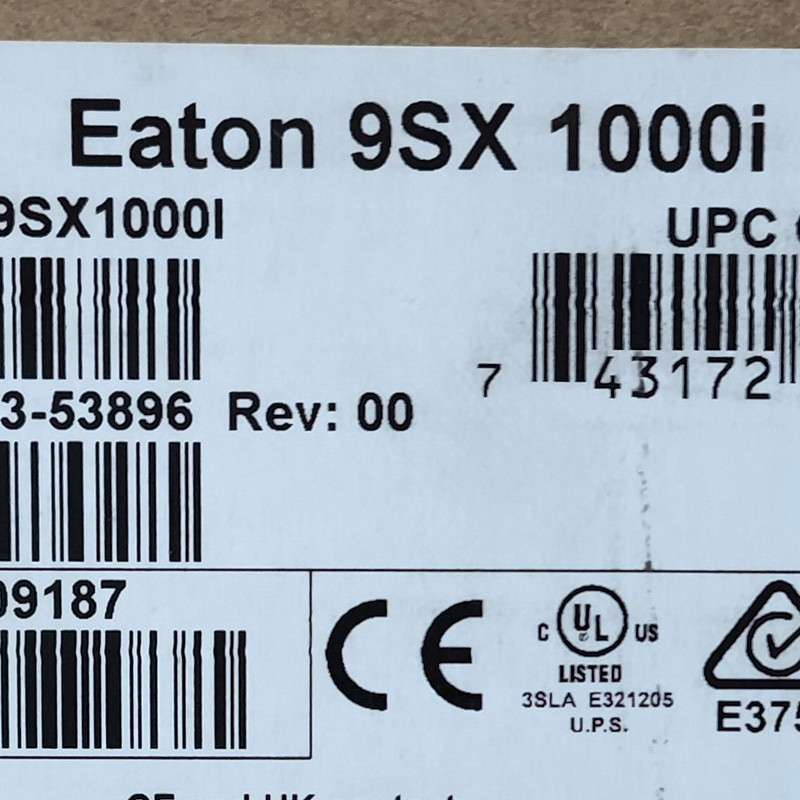 Eaton 9SX 1000i
9SX1000I
UPC
7 43172
3-53896 Rev: 00
09187
CE
C UL US
LISTED
3SLA E321205
U.P.S.
E375